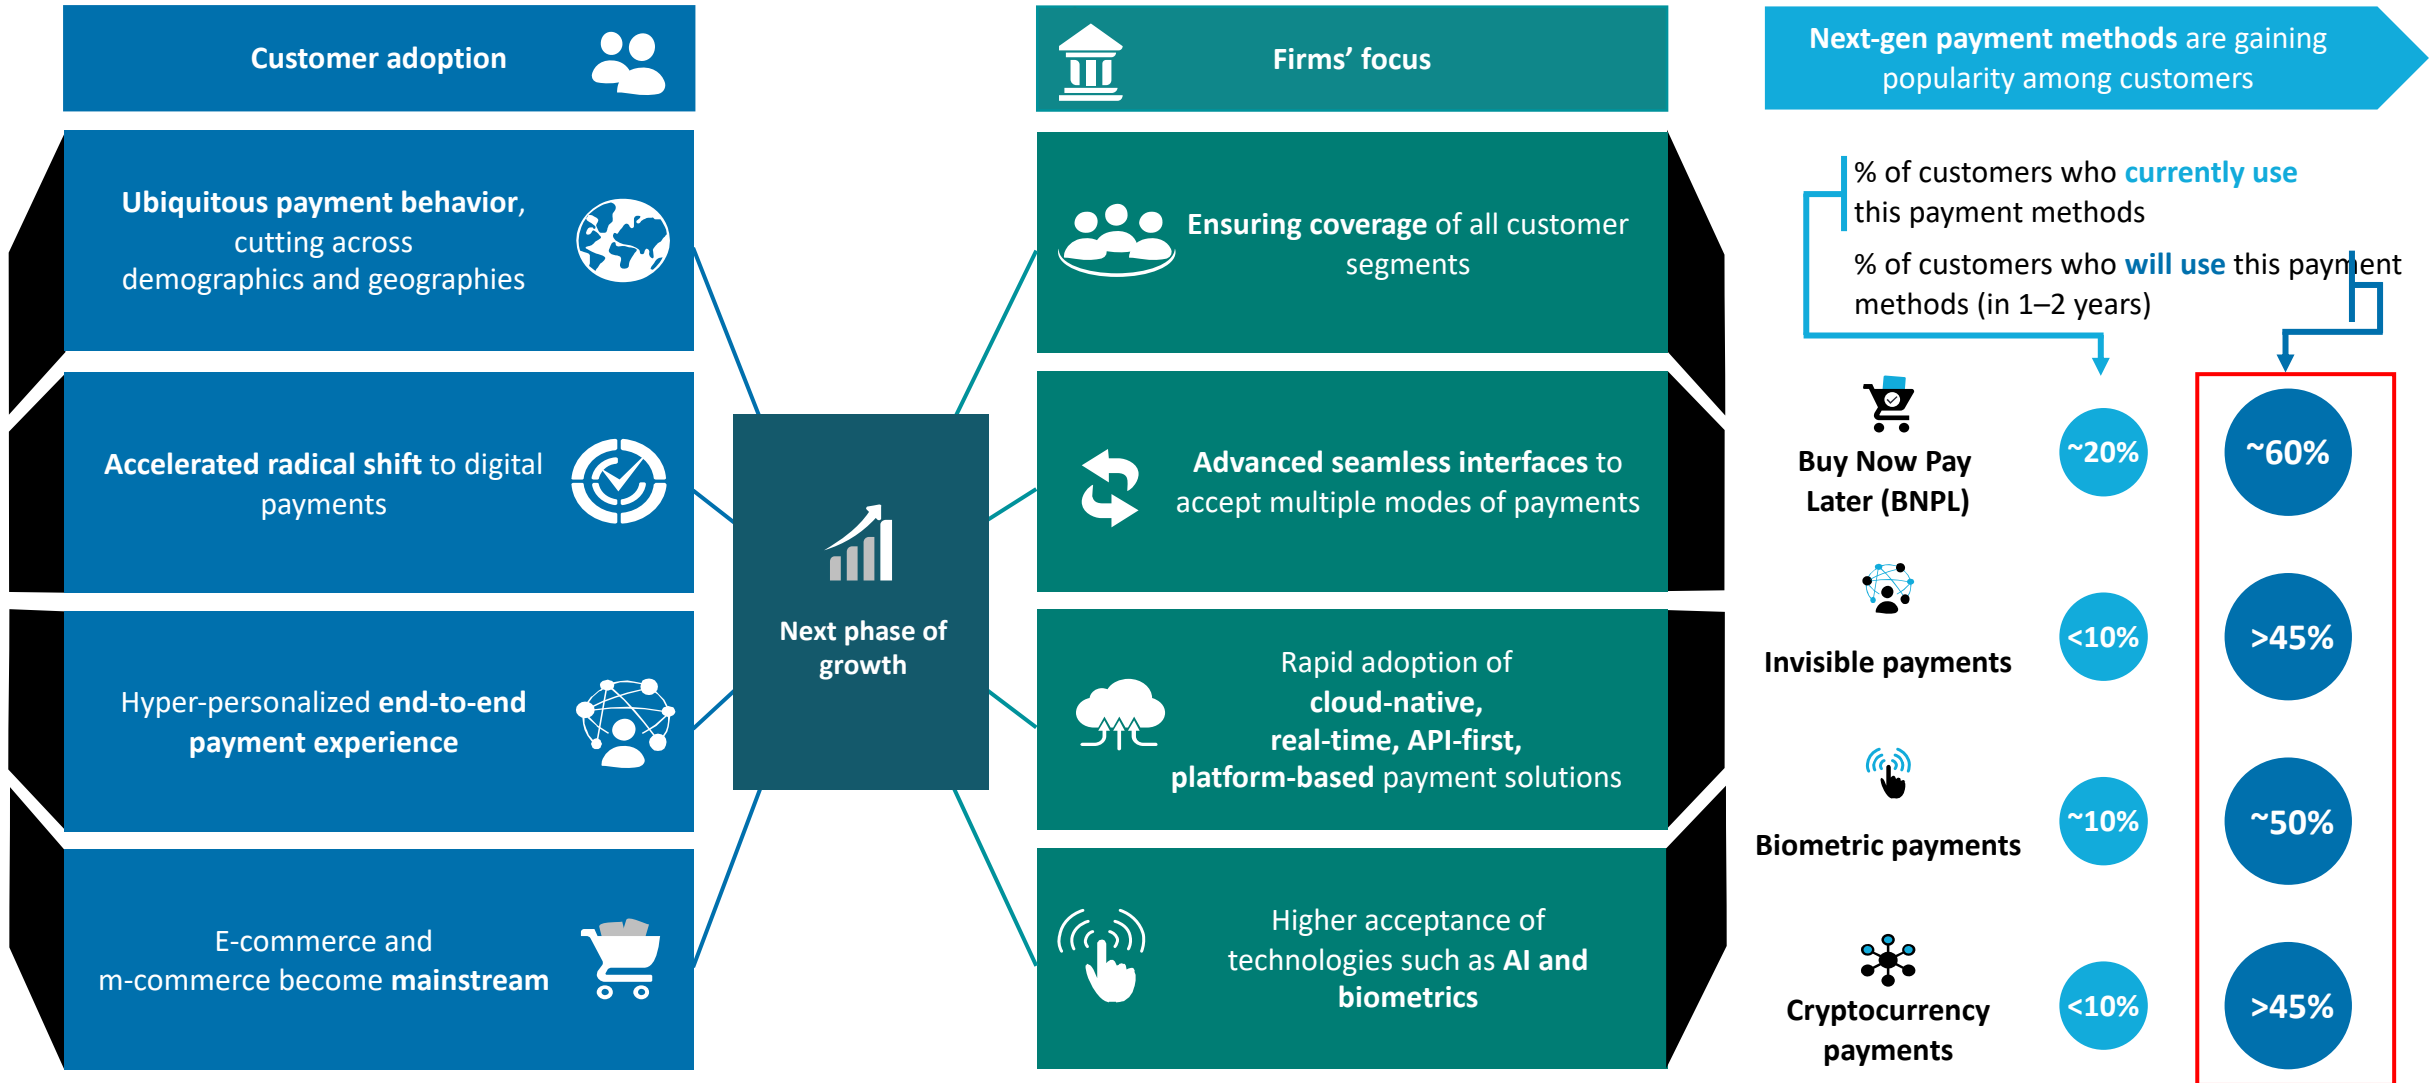 Customer adoption
Ubiquitous payment behavior,
cutting across
demographics and geographies
Accelerated radical shift to digital
payments
Hyper-personalized end-to-end
payment experience
E-commerce and
m-commerce become mainstream
Next phase of
growth
Firms’ focus
Ensuring coverage of all customer
segments
Advanced seamless interfaces to
accept multiple modes of payments
Rapid adoption of
cloud-native,
real-time, API-first,
platform-based payment solutions
Higher acceptance of
technologies such as AI and
biometrics
Next-gen payment methods are gaining
popularity among customers
% of customers who currently use
this payment methods
% of customers who will use this payment
methods (in 1–2 years)
Buy Now Pay
Later (BNPL)
~20%
~60%
Invisible payments
<10%
>45%
Biometric payments
~10%
~50%
Cryptocurrency
payments
<10%
>45%